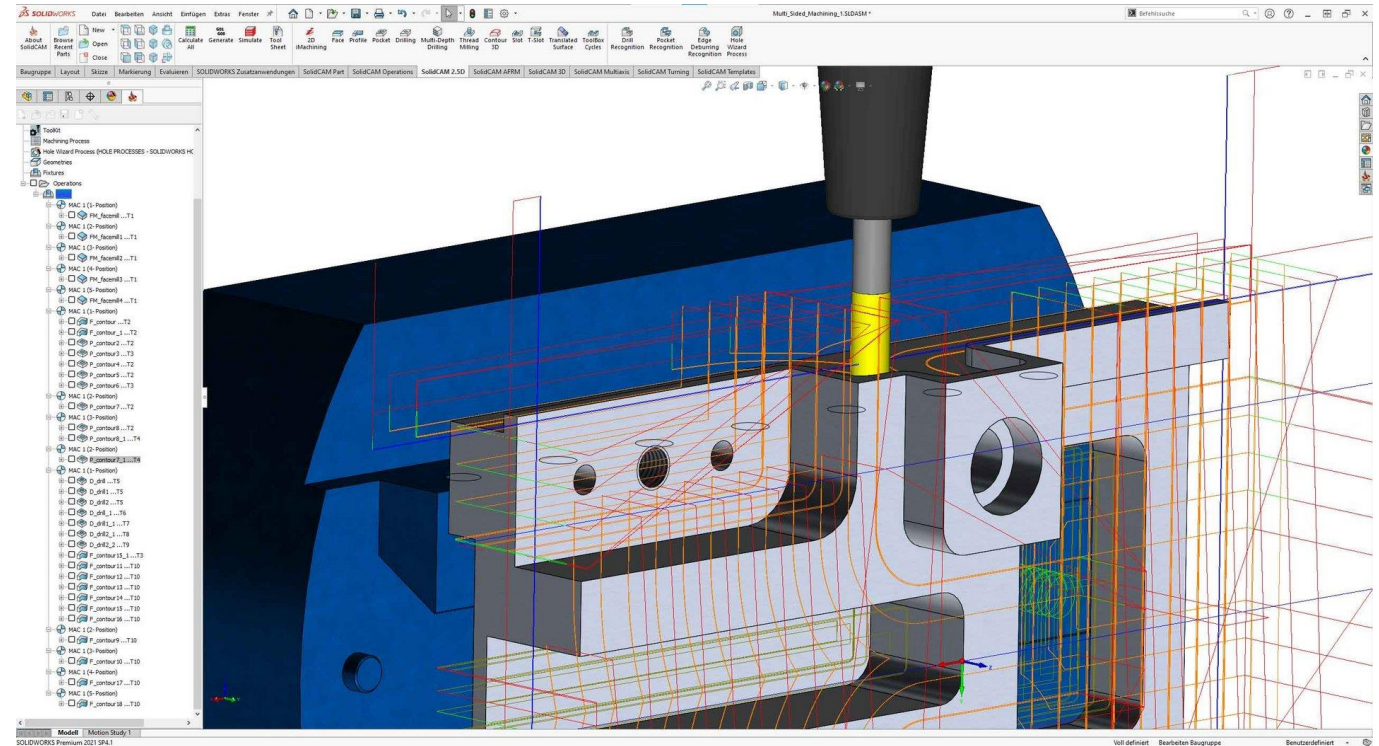 SOLIDWORKS Datei Bearbeiten Ansicht Einfügen Extras Fenster Multi_Sided_Machining_1.SLDASM * Befehlssuche
About SolidCAM
Browse Recent Parts
New
Open
Close
Calculate All
Generate
Simulate
Tool Sheet
2D iMachining
Face
Profile
Pocket
Drilling
Multi-Depth Drilling
Thread Milling
Contour 3D
Slot
T-Slot
Translated Surface
ToolBox Cycles
Drill Recognition
Pocket Recognition
Edge Deburring Recognition
Hole Wizard Process
Baugruppe Layout Skizze Markierung Evaluieren SOLIDWORKS Zusatzanwendungen SolidCAM Part SolidCAM Operations SolidCAM 2.5D SolidCAM AFRM SolidCAM 3D SolidCAM Multiaxis SolidCAM Turning SolidCAM Templates
ToolKit
Machining Process
Hole Wizard Process (HOLE PROCESSES - SOLIDWORKS HC
Geometries
Fixtures
Operations
MAC 1 (1- Position)
FM_facemill ...T1
MAC 1 (2- Position)
FM_facemill1 ...T1
MAC 1 (3- Position)
FM_facemill2 ...T1
MAC 1 (4- Position)
FM_facemill3 ...T1
MAC 1 (5- Position)
FM_facemill4 ...T1
MAC 1 (1- Position)
F_contour ...T2
F_contour_1 ...T2
P_contour2 ...T2
P_contour3 ...T3
P_contour4 ...T2
P_contour5 ...T2
P_contour6 ...T3
MAC 1 (2- Position)
P_contour7 ...T2
MAC 1 (3- Position)
P_contour8 ...T2
P_contour8_1 ...T4
MAC 1 (2- Position)
P_contour7_1 ...T4
MAC 1 (1- Position)
D_drill ...T5
D_drill1 ...T5
D_drill2 ...T5
D_drill_1 ...T6
D_drill1_1 ...T7
D_drill2_1 ...T8
D_drill2_2 ...T9
F_contour15_1 ...T3
F_contour11 ...T10
F_contour12 ...T10
F_contour13 ...T10
F_contour14 ...T10
F_contour15 ...T10
F_contour16 ...T10
MAC 1 (2- Position)
F_contour9 ...T10
MAC 1 (3- Position)
F_contour10 ...T10
MAC 1 (4- Position)
F_contour17 ...T10
MAC 1 (5- Position)
F_contour18 ...T10
Modell Motion Study 1
SOLIDWORKS Premium 2021 SP4.1 Voll definiert Bearbeiten Baugruppe Benutzerdefiniert